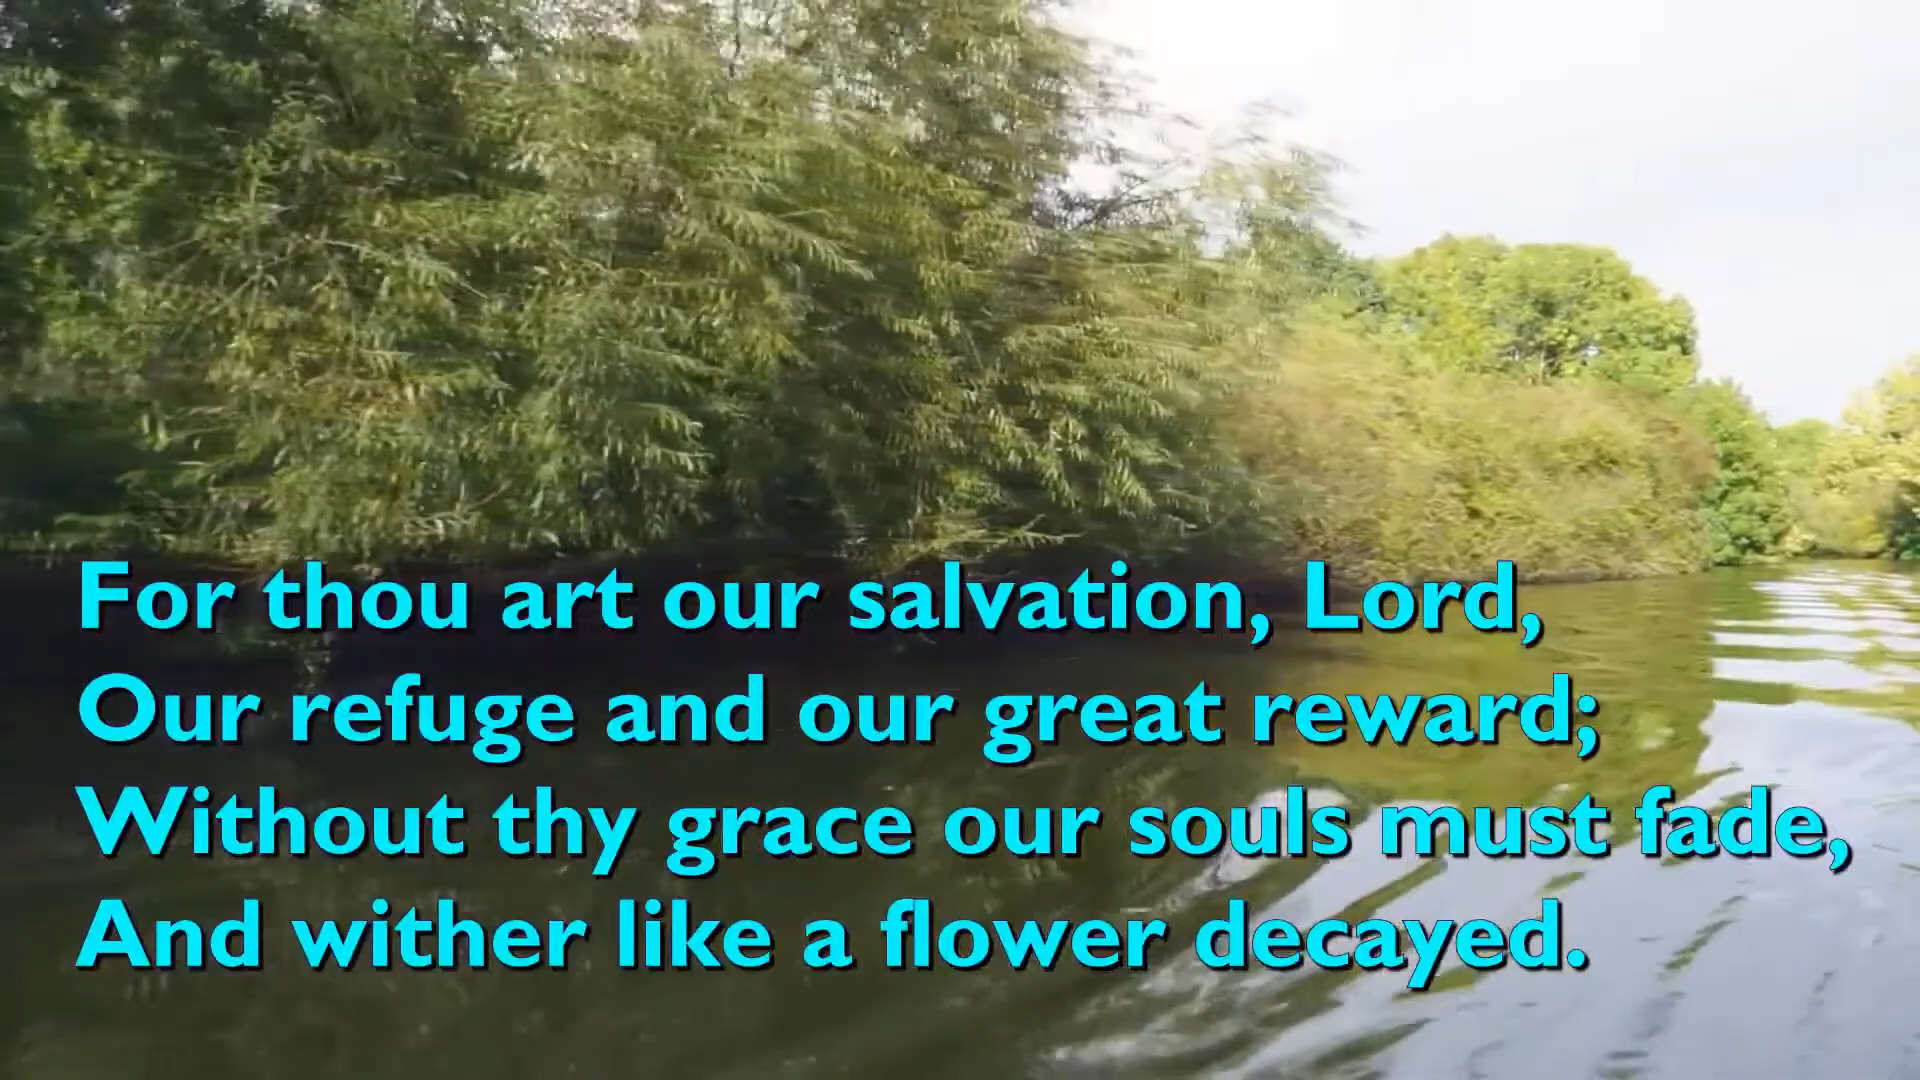 For thou art our salvation, Lord,
Our refuge and our great reward;
Without thy grace our souls must fade,
And wither like a flower decayed.